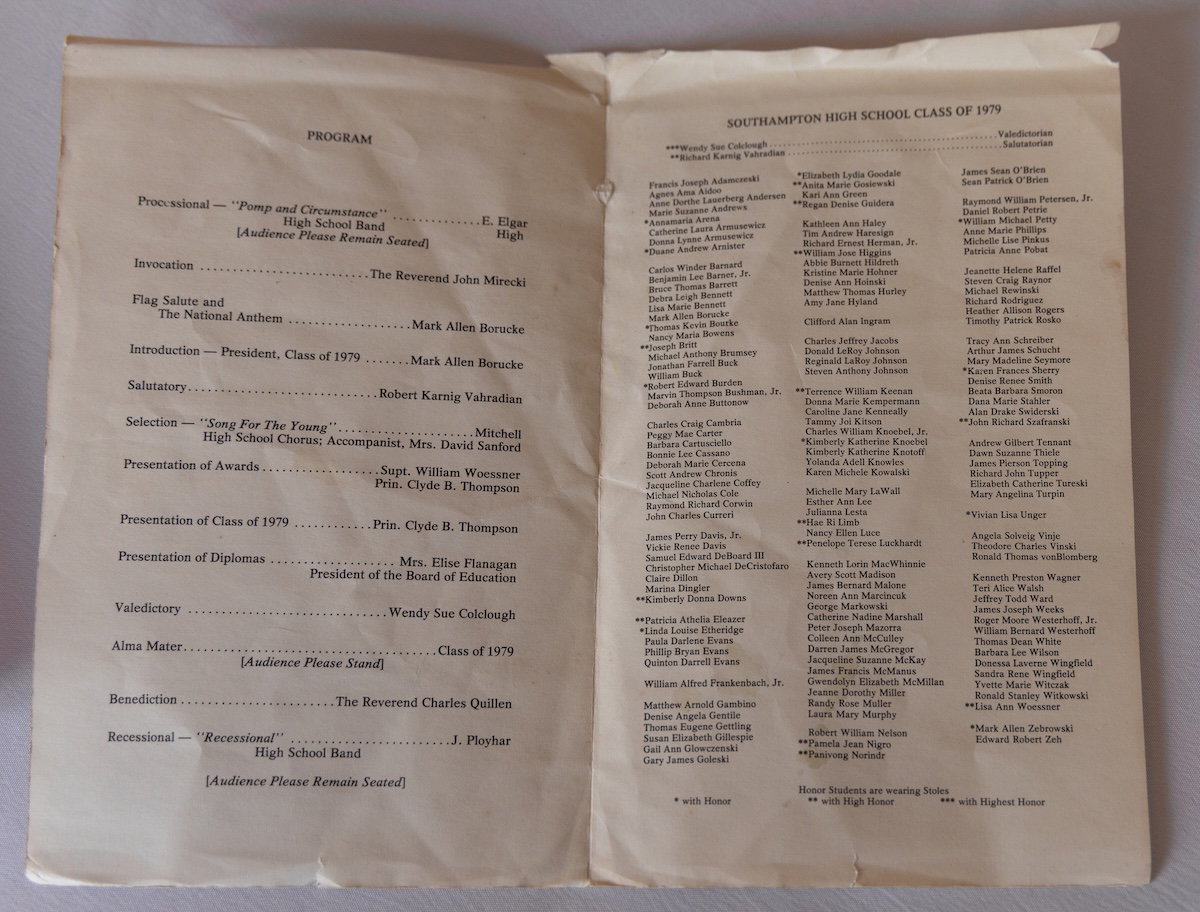 PROGRAM
Processional — "Pomp and Circumstance" .............E. Elgar
High School Band High
[Audience Please Remain Seated]
Invocation .........................The Reverend John Mirecki
Flag Salute and
The National Anthem ..................Mark Allen Borucke
Introduction — President, Class of 1979 .......Mark Allen Borucke
Salutatory............................Robert Karnig Vahradian
Selection — "Song For The Young"....................Mitchell
High School Chorus; Accompanist, Mrs. David Sanford
Presentation of Awards .................Supt. William Woessner
Prin. Clyde B. Thompson
Presentation of Class of 1979 ...........Prin. Clyde B. Thompson
Presentation of Diplomas .................. Mrs. Elise Flanagan
President of the Board of Education
Valedictory .............................Wendy Sue Colclough
Alma Mater.....................................Class of 1979
[Audience Please Stand]
Benediction ......................The Reverend Charles Quillen
Recessional — "Recessional" .......................J. Ployhar
High School Band
[Audience Please Remain Seated]
SOUTHAMPTON HIGH SCHOOL CLASS OF 1979
***Wendy Sue Colclough ..................................Valedictorian
**Richard Karnig Vahradian ................................Salutatorian
Francis Joseph Adamczeski
Agnes Ama Aidoo
Anne Dorthe Lauerberg Andersen
Marie Suzanne Andrews
*Annamaria Arena
Catherine Laura Armusewicz
Donna Lynne Armusewicz
*Duane Andrew Arnister
Carlos Winder Barnard
Benjamin Lee Barner, Jr.
Bruce Thomas Barrett
Debra Leigh Bennett
Lisa Marie Bennett
Mark Allen Borucke
*Thomas Kevin Bourke
Nancy Maria Bowens
**Joseph Britt
Michael Anthony Brumsey
Jonathan Farrell Buck
William Buck
*Robert Edward Burden
Marvin Thompson Bushman, Jr.
Deborah Anne Buttonow
Charles Craig Cambria
Peggy Mae Carter
Barbara Cartusciello
Bonnie Lee Cassano
Deborah Marie Cercena
Scott Andrew Chronis
Jacqueline Charlene Coffey
Michael Nicholas Cole
Raymond Richard Corwin
John Charles Curreri
James Perry Davis, Jr.
Vickie Renee Davis
Samuel Edward DeBoard III
Christopher Michael DeCristofaro
Claire Dillon
Marina Dingler
**Kimberly Donna Downs
**Patricia Athelia Eleazer
*Linda Louise Etheridge
Paula Darlene Evans
Phillip Bryan Evans
Quinton Darrell Evans
William Alfred Frankenbach, Jr.
Matthew Arnold Gambino
Denise Angela Gentile
Thomas Eugene Gettling
Susan Elizabeth Gillespie
Gail Ann Glowczenski
Gary James Goleski
*Elizabeth Lydia Goodale
**Anita Marie Gosiewski
Kari Ann Green
**Regan Denise Guidera
Kathleen Ann Haley
Tim Andrew Haresign
Richard Ernest Herman, Jr.
**William Jose Higgins
Abbie Burnett Hildreth
Kristine Marie Hohner
Denise Ann Hoinski
Matthew Thomas Hurley
Amy Jane Hyland
Clifford Alan Ingram
Charles Jeffrey Jacobs
Donald LeRoy Johnson
Reginald LaRoy Johnson
Steven Anthony Johnson
**Terrence William Keenan
Donna Marie Kempermann
Caroline Jane Kenneally
Tammy Joi Kitson
Charles William Knoebel, Jr.
*Kimberly Katherine Knoebel
Kimberly Katherine Knotoff
Yolanda Adell Knowles
Karen Michele Kowalski
Michelle Mary LaWall
Esther Ann Lee
Julianna Lesta
**Hae Ri Limb
Nancy Ellen Luce
**Penelope Terese Luckhardt
Kenneth Lorin MacWhinnie
Avery Scott Madison
James Bernard Malone
Noreen Ann Marcincuk
George Markowski
Catherine Nadine Marshall
Peter Joseph Mazorra
Colleen Ann McCulley
Darren James McGregor
Jacqueline Suzanne McKay
James Francis McManus
Gwendolyn Elizabeth McMillan
Jeanne Dorothy Miller
Randy Rose Muller
Laura Mary Murphy
Robert William Nelson
**Pamela Jean Nigro
**Panivong Norindr
James Sean O'Brien
Sean Patrick O'Brien
Raymond William Petersen, Jr.
Daniel Robert Petrie
*William Michael Petty
Anne Marie Phillips
Michelle Lise Pinkus
Patricia Anne Pobat
Jeanette Helene Raffel
Steven Craig Raynor
Michael Rewinski
Richard Rodriguez
Heather Allison Rogers
Timothy Patrick Rosko
Tracy Ann Schreiber
Arthur James Schucht
Mary Madeline Seymore
*Karen Frances Sherry
Denise Renee Smith
Beata Barbara Smoron
Dana Marie Stahler
Alan Drake Swiderski
**John Richard Szafranski
Andrew Gilbert Tennant
Dawn Suzanne Thiele
James Pierson Topping
Richard John Tupper
Elizabeth Catherine Tureski
Mary Angelina Turpin
*Vivian Lisa Unger
Angela Solveig Vinje
Theodore Charles Vinski
Ronald Thomas vonBlomberg
Kenneth Preston Wagner
Teri Alice Walsh
Jeffrey Todd Ward
James Joseph Weeks
Roger Moore Westerhoff, Jr.
William Bernard Westerhoff
Thomas Dean White
Barbara Lee Wilson
Donessa Laverne Wingfield
Sandra Rene Wingfield
Yvette Marie Witczak
Ronald Stanley Witkowski
**Lisa Ann Woessner
*Mark Allen Zebrowski
Edward Robert Zeh
Honor Students are wearing Stoles
* with Honor ** with High Honor *** with Highest Honor